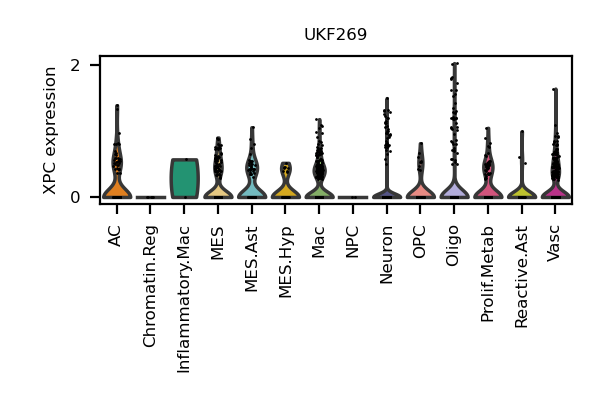 UKF269
XPC expression
2
0
AC
Chromatin.Reg
Inflammatory.Mac
MES
MES.Ast
MES.Hyp
Mac
NPC
Neuron
OPC
Oligo
Prolif.Metab
Reactive.Ast
Vasc